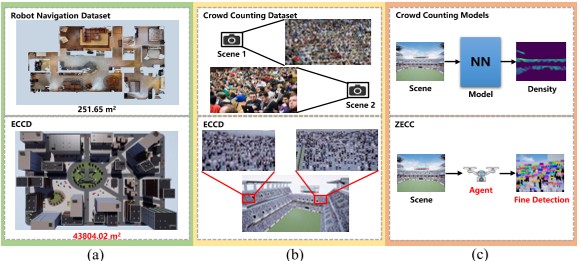 Robot Navigation Dataset
251.65 m²
ECCD
43804.02 m²
(a)
Crowd Counting Dataset
Scene 1
Scene 2
ECCD
(b)
Crowd Counting Models
NN
Scene
Model
Density
ZECC
Scene
Agent
Fine Detection
(c)